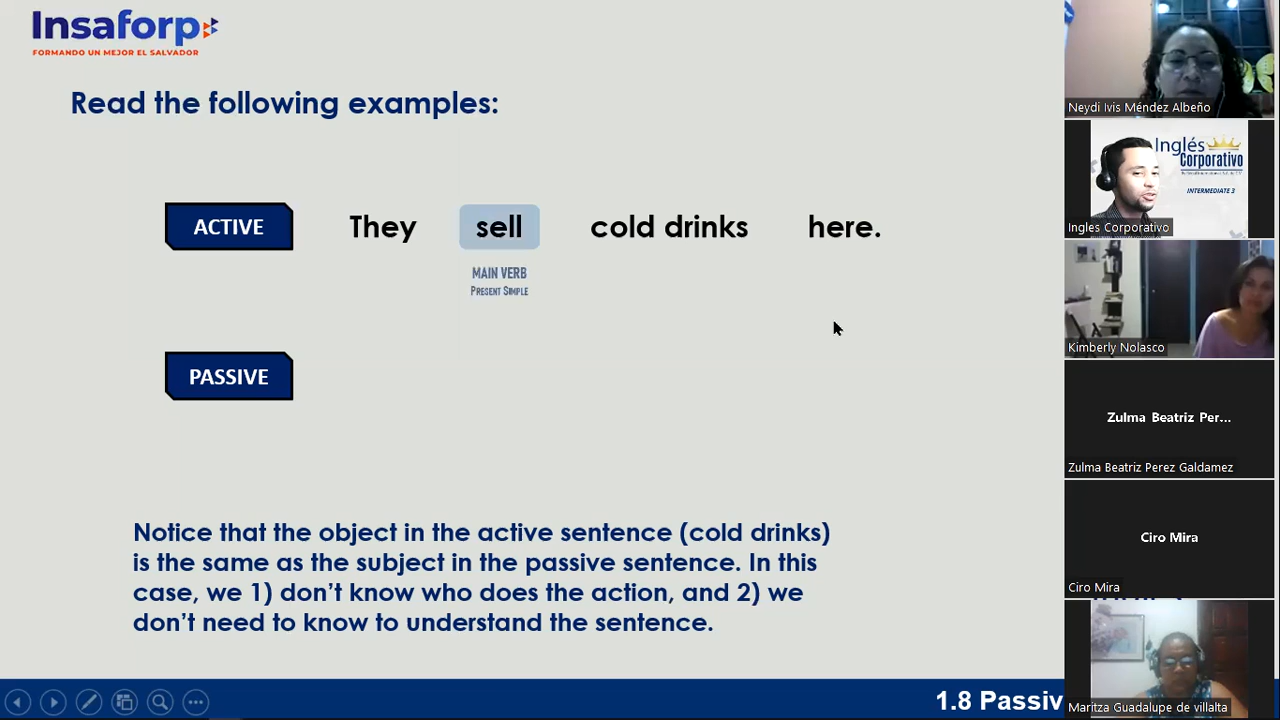 Insaforp
FORMANDO UN MEJOR EL SALVADOR
Read the following examples:
ACTIVE They sell cold drinks here.
MAIN VERB
PRESENT SIMPLE
PASSIVE
Notice that the object in the active sentence (cold drinks)
is the same as the subject in the passive sentence. In this
case, we 1) don't know who does the action, and 2) we
don't need to know to understand the sentence.
1.8 Passiv
Neydi Ivis Méndez Albeño
Inglés
Corporativo
INTERMEDIATE 3
Ingles Corporativo
Kimberly Nolasco
Zulma Beatriz Per...
Zulma Beatriz Perez Galdamez
Ciro Mira
Ciro Mira
Maritza Guadalupe de villalta